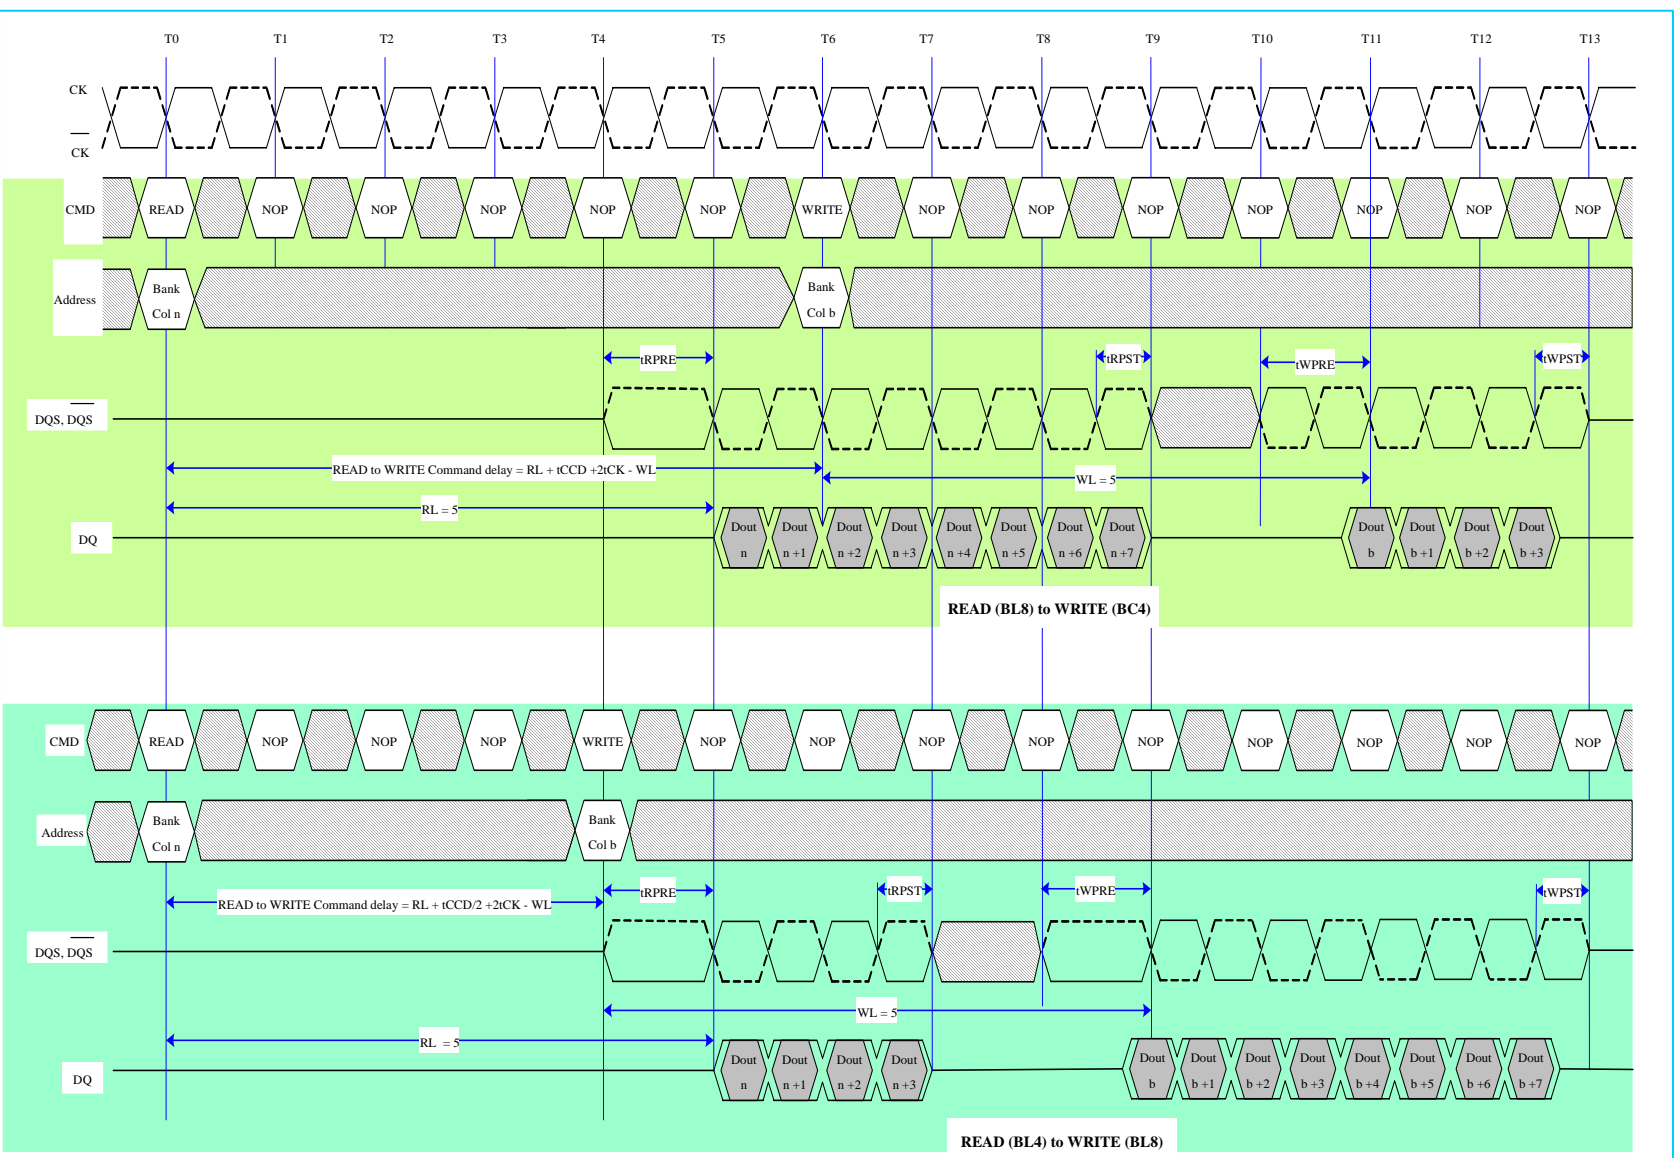 T0 T1 T2 T3 T4 T5 T6 T7 T8 T9 T10 T11 T12 T13
CK
CK
CMD READ NOP NOP NOP NOP NOP WRITE NOP NOP NOP NOP NOP NOP NOP
Address Bank Col n Bank Col b
tRPRE tRPST tWPRE tWPST
DQS, DQS
READ to WRITE Command delay = RL + tCCD +2tCK - WL
WL = 5
RL = 5
DQ Dout n Dout n +1 Dout n +2 Dout n +3 Dout n +4 Dout n +5 Dout n +6 Dout n +7 Dout b Dout b +1 Dout b +2 Dout b +3
READ (BL8) to WRITE (BC4)
CMD READ NOP NOP NOP WRITE NOP NOP NOP NOP NOP NOP NOP NOP NOP
Address Bank Col n Bank Col b
tRPRE tRPST tWPRE tWPST
READ to WRITE Command delay = RL + tCCD/2 +2tCK - WL
DQS, DQS
WL = 5
RL = 5
DQ Dout n Dout n +1 Dout n +2 Dout n +3 Dout b Dout b +1 Dout b +2 Dout b +3 Dout b +4 Dout b +5 Dout b +6 Dout b +7
READ (BL4) to WRITE (BL8)